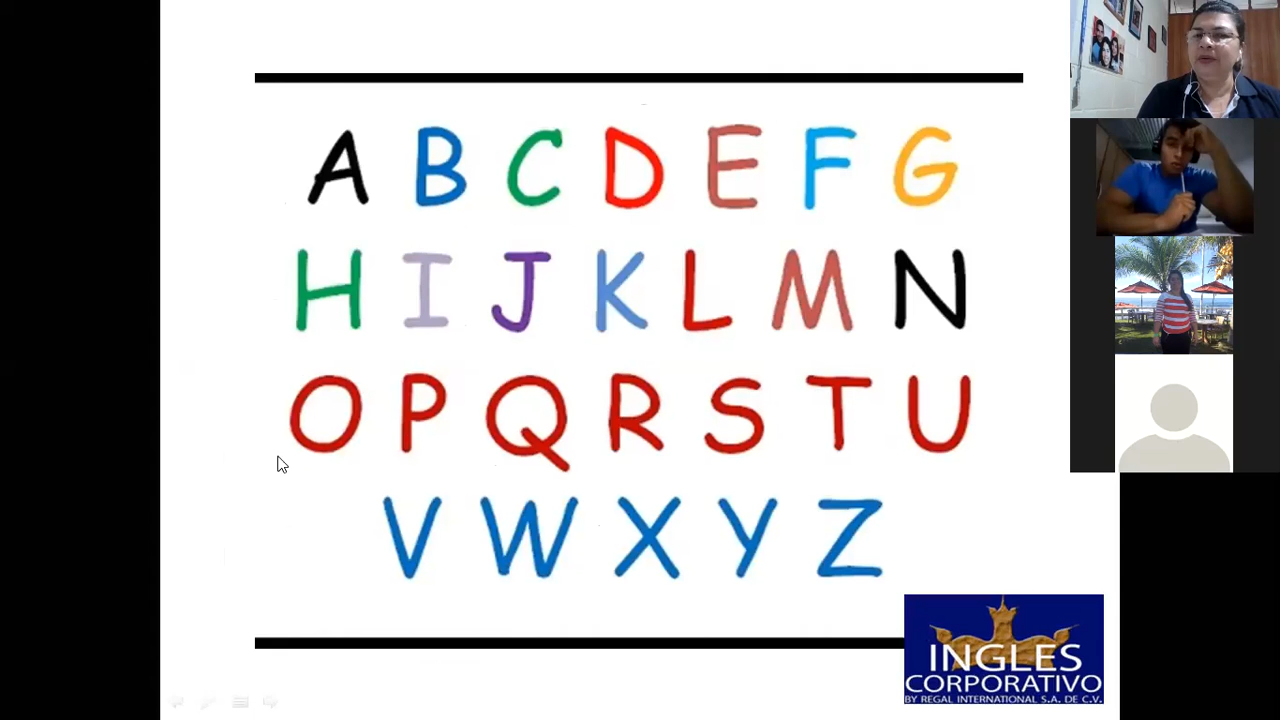 A B C D E F G
H I J K L M N
O P Q R S T U
V W X Y Z
INGLES
CORPORATIVO
BY REGAL INTERNATIONAL S.A. DE C.V.